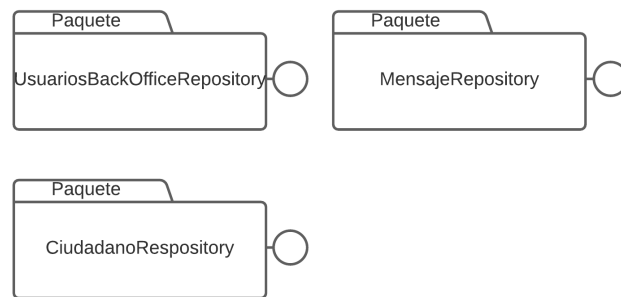 Paquete
UsuariosBackOfficeRepository
Paquete
MensajeRepository
Paquete
CiudadanoRespository